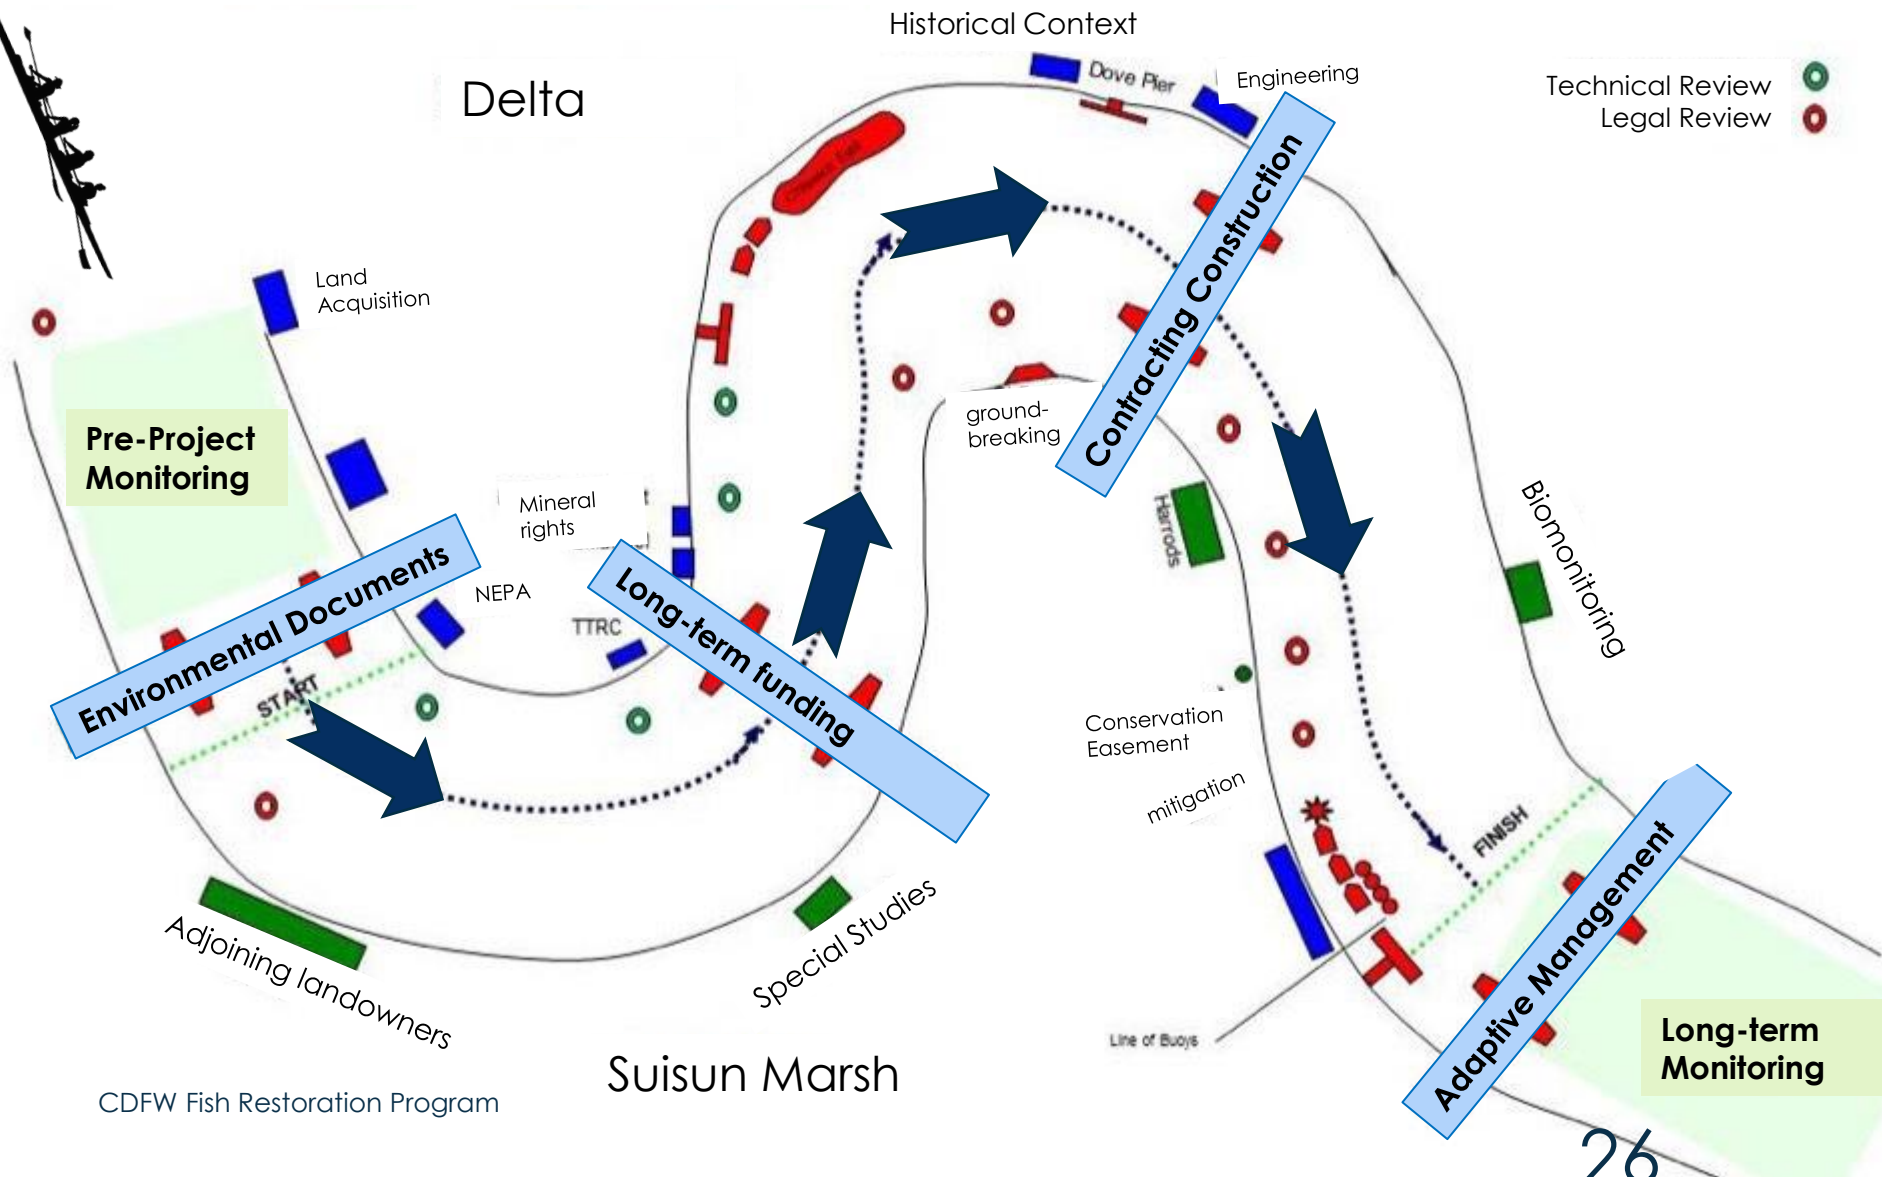 Historical Context
Delta
Dove Pier
Engineering
Technical Review
Legal Review
Land
Acquisition
Contracting Construction
Pre-Project
Monitoring
ground-
breaking
Mineral
rights
NEPA
TTRC
Harrods
Biomonitoring
Environmental Documents
Long-term funding
START
Conservation
Easement
mitigation
FINISH
Adjoining landowners
Special Studies
Adaptive Management
Line of Buoys
Long-term
Monitoring
Suisun Marsh
CDFW Fish Restoration Program
26